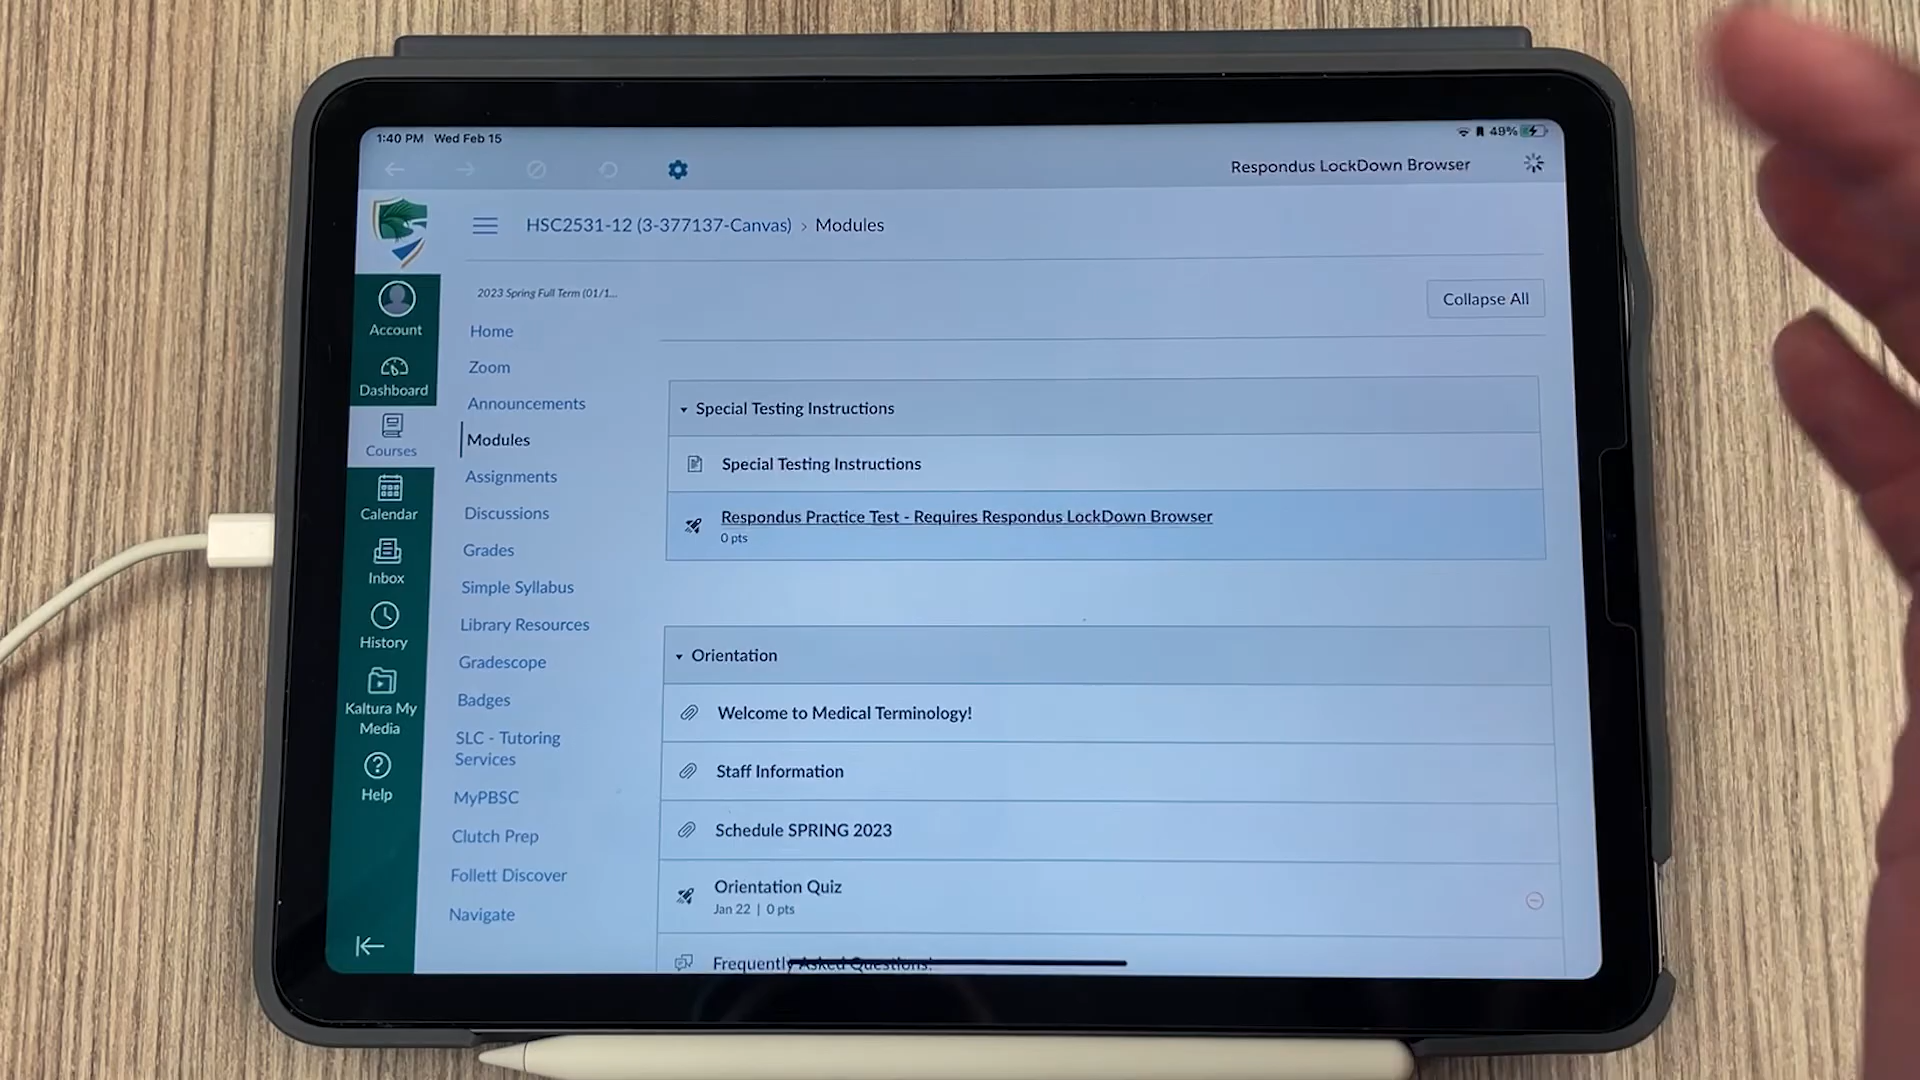 1:40 PM Wed Feb 15
49%
Respondus LockDown Browser
HSC2531-12 (3-377137-Canvas) > Modules
2023 Spring Full Term (01/1...
Collapse All
Account
Dashboard
Courses
Calendar
Inbox
History
Kaltura My
Media
Help
Home
Zoom
Announcements
Modules
Assignments
Discussions
Grades
Simple Syllabus
Library Resources
Gradescope
Badges
SLC - Tutoring
Services
MyPBSC
Clutch Prep
Follett Discover
Navigate
Special Testing Instructions
Special Testing Instructions
Respondus Practice Test - Requires Respondus LockDown Browser
0 pts
Orientation
Welcome to Medical Terminology!
Staff Information
Schedule SPRING 2023
Orientation Quiz
Jan 22 | 0 pts
Frequently Asked Questions!